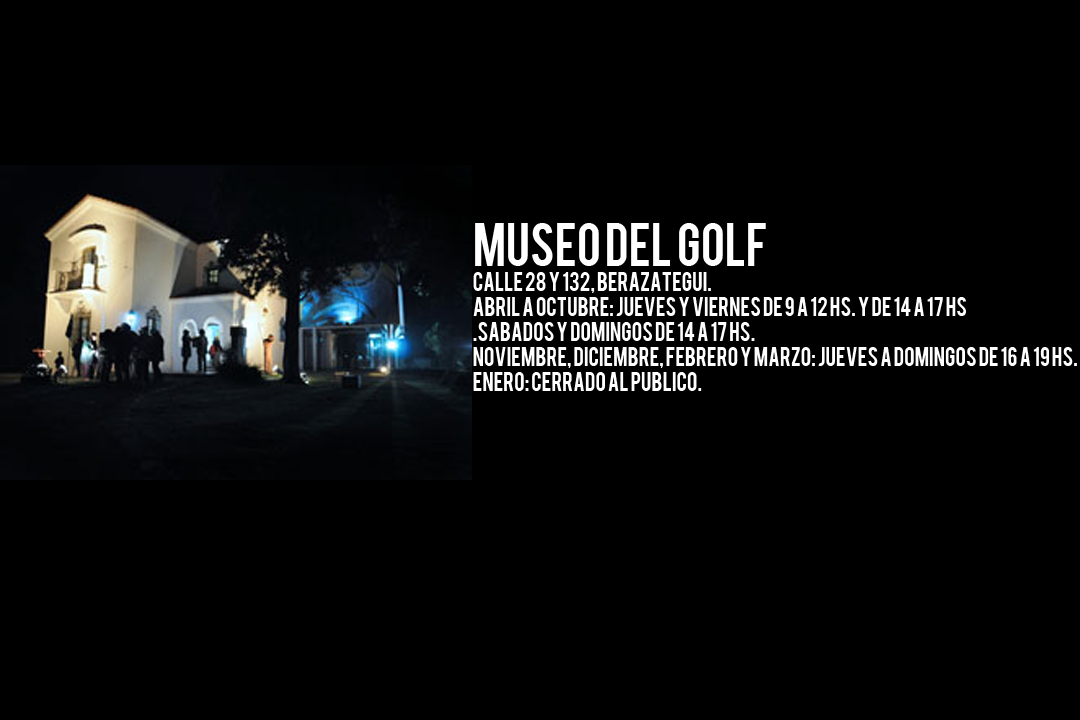 MUSEO DEL GOLF
CALLE 28 Y 132, BERAZATEGUI.
ABRIL A OCTUBRE: JUEVES Y VIERNES DE 9 A 12 HS. Y DE 14 A 17 HS
.SABADOS Y DOMINGOS DE 14 A 17 HS.
NOVIEMBRE, DICIEMBRE, FEBRERO Y MARZO: JUEVES A DOMINGOS DE 16 A 19 HS.
ENERO: CERRADO AL PUBLICO.